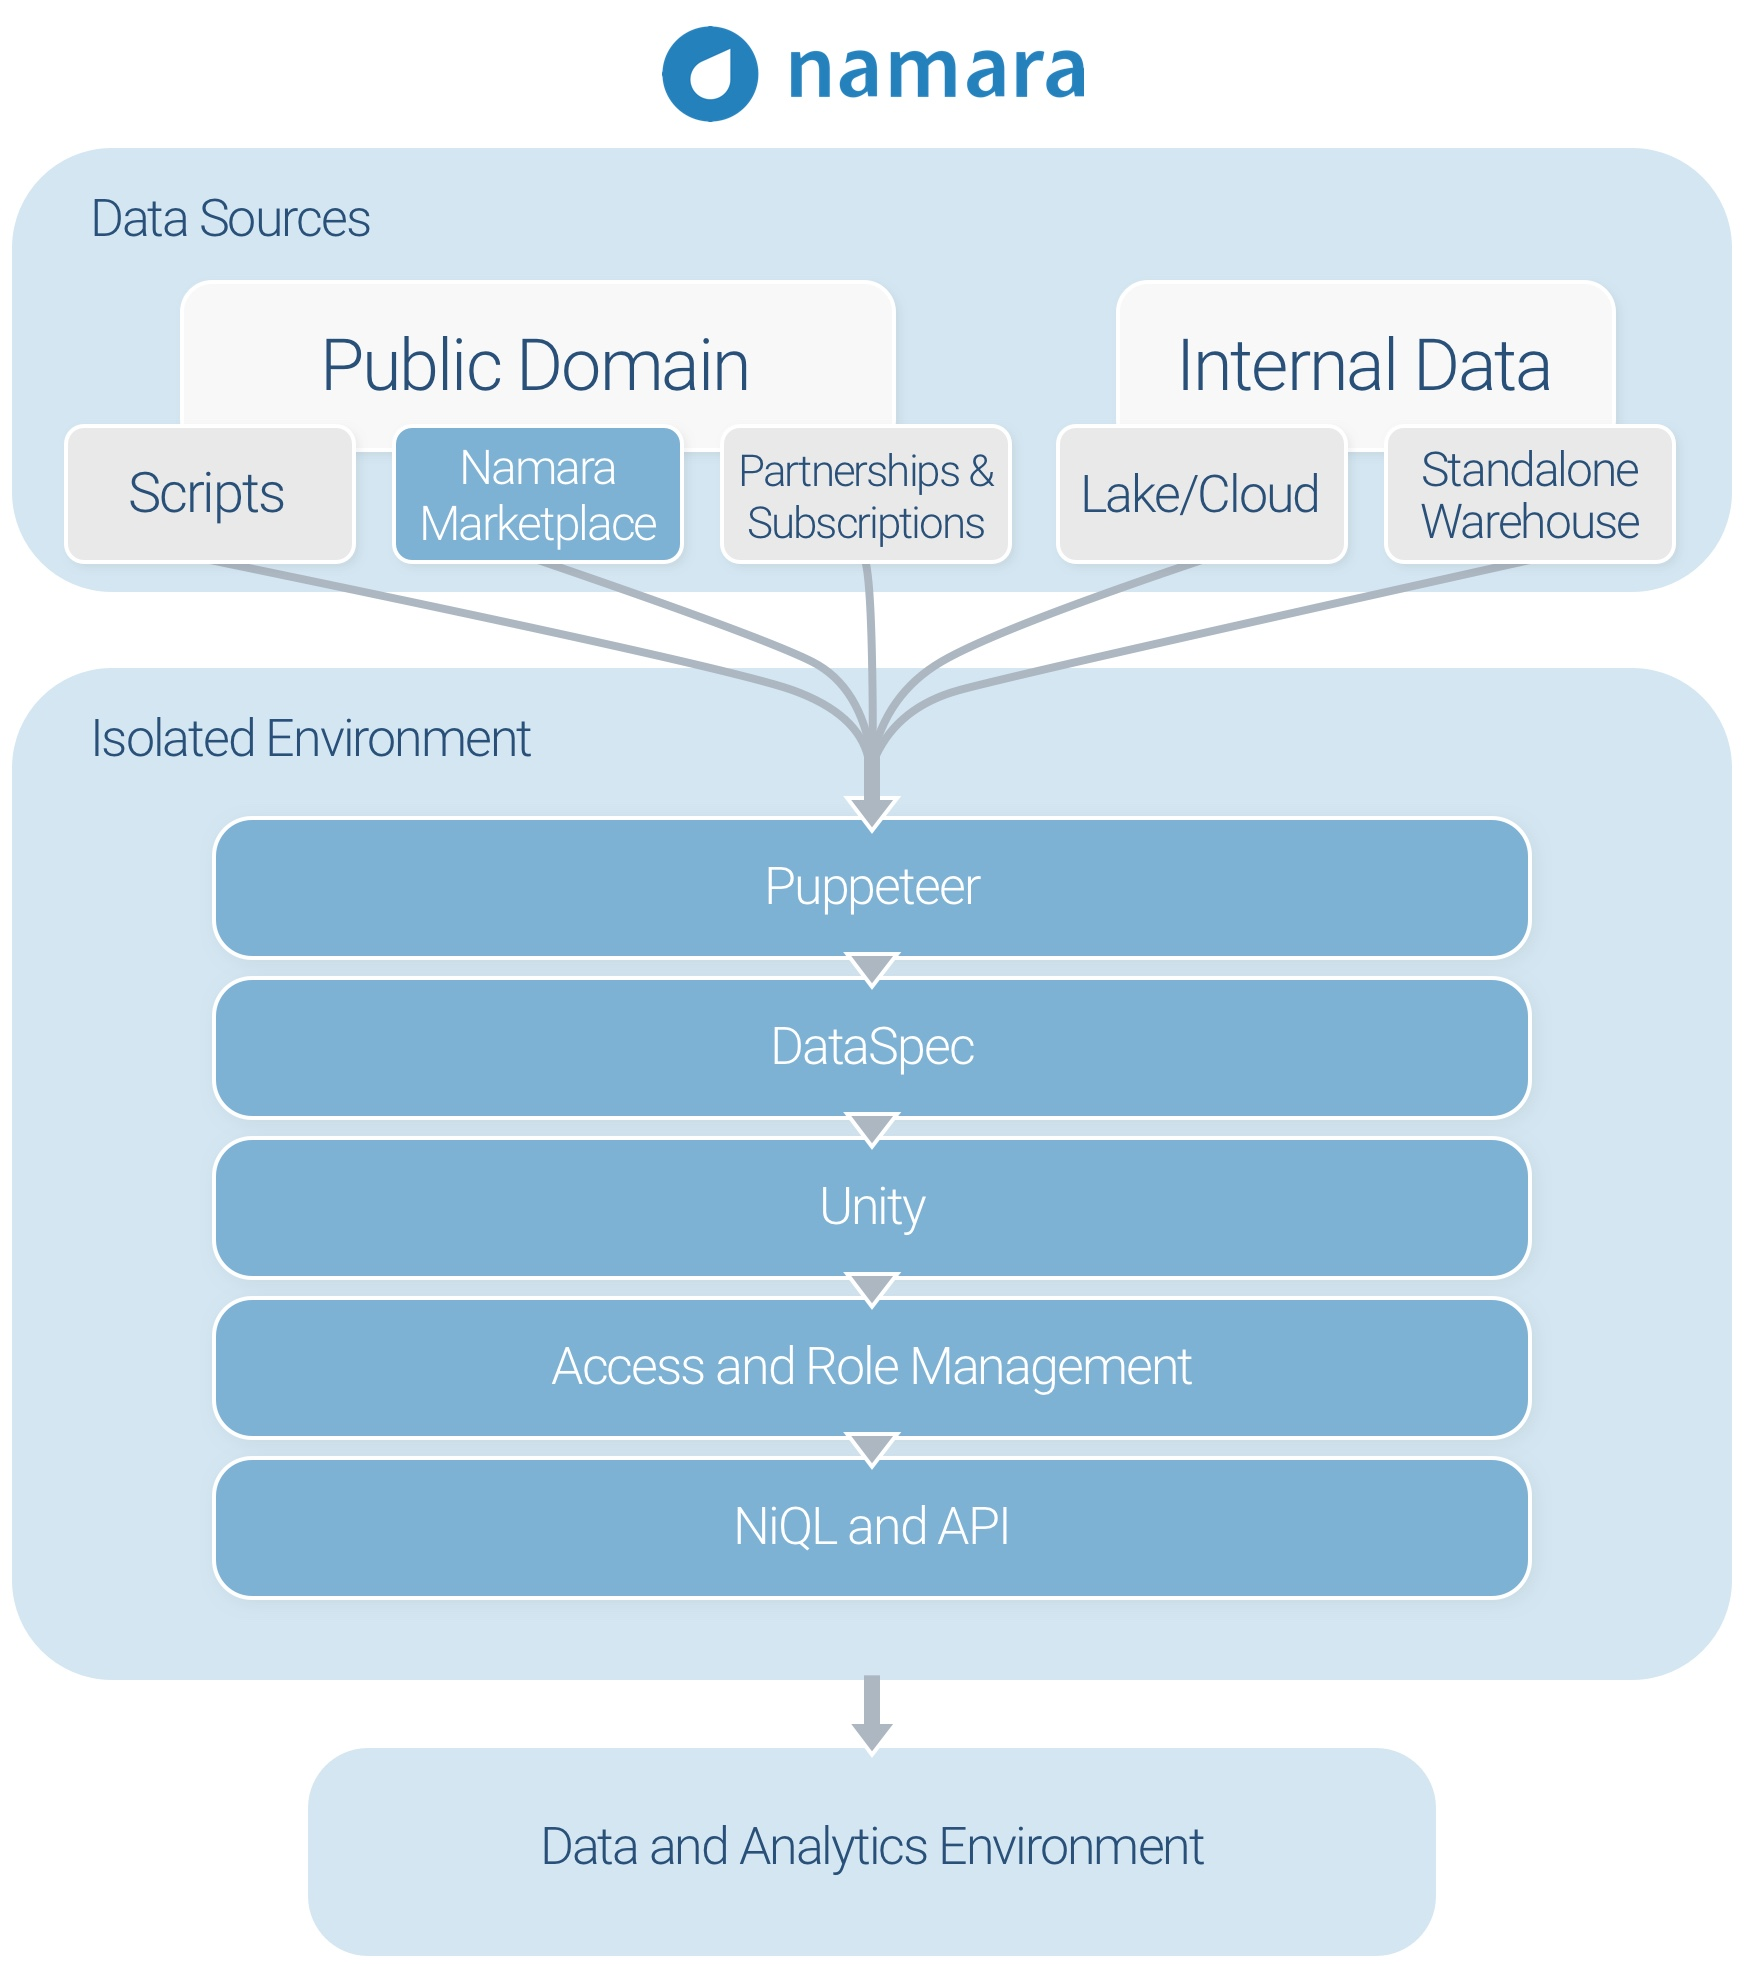 namara
Data Sources
Public Domain
Internal Data
Scripts
Namara
Marketplace
Partnerships &
Subscriptions
Lake/Cloud
Standalone
Warehouse
Isolated Environment
Puppeteer
DataSpec
Unity
Access and Role Management
NiQL and API
Data and Analytics Environment